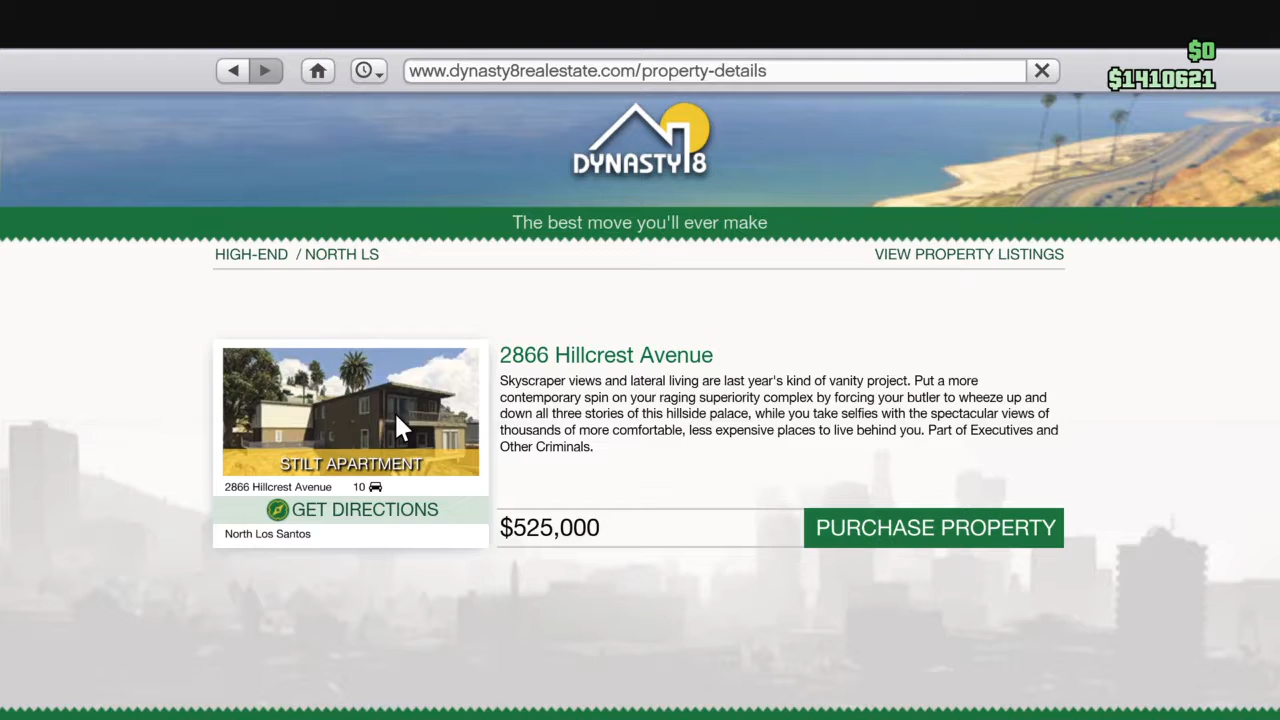 $0
www.dynasty8realestate.com/property-details
$1410621
DYNASTY 8
The best move you'll ever make
HIGH-END / NORTH LS
VIEW PROPERTY LISTINGS
STILT APARTMENT
2866 Hillcrest Avenue 10
GET DIRECTIONS
North Los Santos
2866 Hillcrest Avenue
Skyscraper views and lateral living are last year's kind of vanity project. Put a more
contemporary spin on your raging superiority complex by forcing your butler to wheeze up and
down all three stories of this hillside palace, while you take selfies with the spectacular views of
thousands of more comfortable, less expensive places to live behind you. Part of Executives and
Other Criminals.
$525,000
PURCHASE PROPERTY